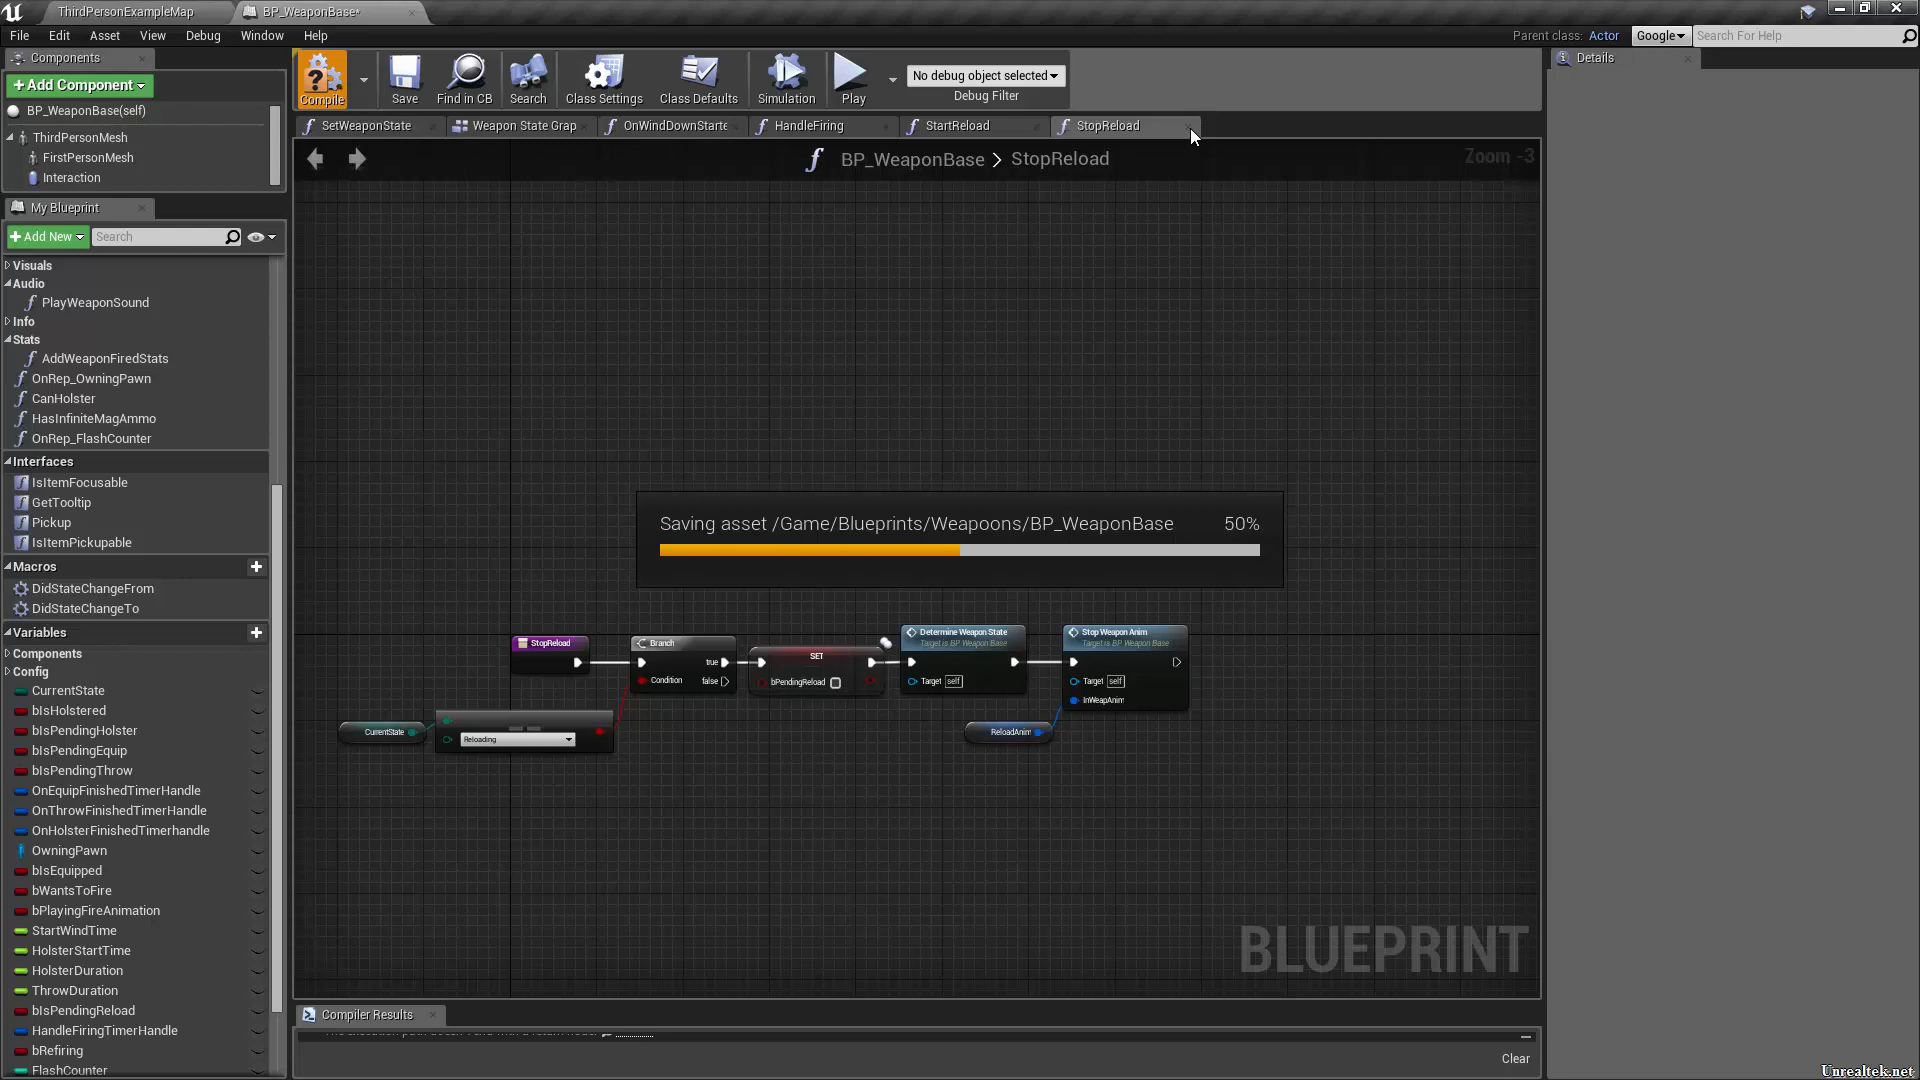 ThirdPersonExampleMap
BP_WeaponBase*
File Edit Asset View Window Debug Window Help
Parent class: Actor
Google
Search For Help
Components
Details
+ Add Component
BP_WeaponBase(self)
ThirdPersonMesh
FirstPersonMesh
Interaction
Compile
Save
Find in CB
Search
Class Settings
Class Defaults
Simulation
Play
No debug object selected
Debug Filter
SetWeaponState
Weapon State Grap
OnWindDownStarte
HandleFiring
StartReload
StopReload
BP_WeaponBase > StopReload
Zoom -3
My Blueprint
+ Add New
Search
Visuals
Audio
PlayWeaponSound
Info
Stats
AddWeaponFiredStats
OnRep_OwningPawn
CanHolster
HasInfiniteMagAmmo
OnRep_FlashCounter
Interfaces
IsItemFocusable
GetTooltip
Pickup
IsItemPickupable
Macros
DidStateChangeFrom
DidStateChangeTo
Variables
Components
Config
CurrentState
bIsHolstered
bIsPendingHolster
bIsPendingEquip
bIsPendingThrow
OnEquipFinishedTimerHandle
OnThrowFinishedTimerHandle
OnHolsterFinishedTimerhandle
OwningPawn
bIsEquipped
bWantsToFire
bPlayingFireAnimation
StartWindTime
HolsterStartTime
HolsterDuration
ThrowDuration
bIsPendingReload
HandleFiringTimerHandle
bRefiring
FlashCounter
Saving asset /Game/Blueprints/Weapoons/BP_WeaponBase 50%
StopReload
Branch
true
Condition false
SET
bPendingReload
Determine Weapon State
Target is BP Weapon Base
Target self
Stop Weapon Anim
Target is BP Weapon Base
Target self
InWeapAnim
CurrentState
Reloading
ReloadAnim
BLUEPRINT
Compiler Results
Clear
Unrealtek.net